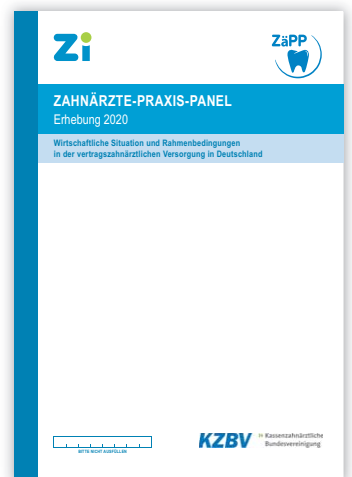 Zi
ZäPP
ZAHNÄRZTE-PRAXIS-PANEL
Erhebung 2020
Wirtschaftliche Situation und Rahmenbedingungen
in der vertragszahnärztlichen Versorgung in Deutschland
BITTE NICHT AUSFÜLLEN
KZBV
» Kassenzahnärztliche
Bundesvereinigung